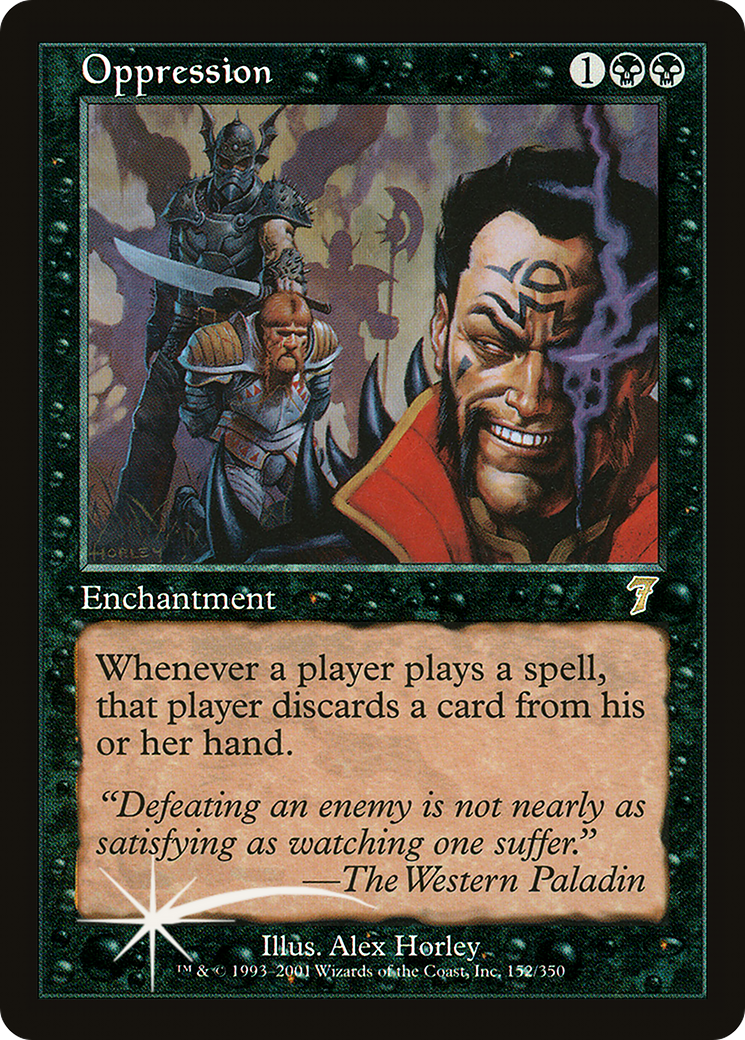 Oppression 1
HORLEY
Enchantment 7
Whenever a player plays a spell,
that player discards a card from his
or her hand.
“Defeating an enemy is not nearly as
satisfying as watching one suffer.”
—The Western Paladin
Illus. Alex Horley
™ & © 1993–2001 Wizards of the Coast, Inc. 152/350